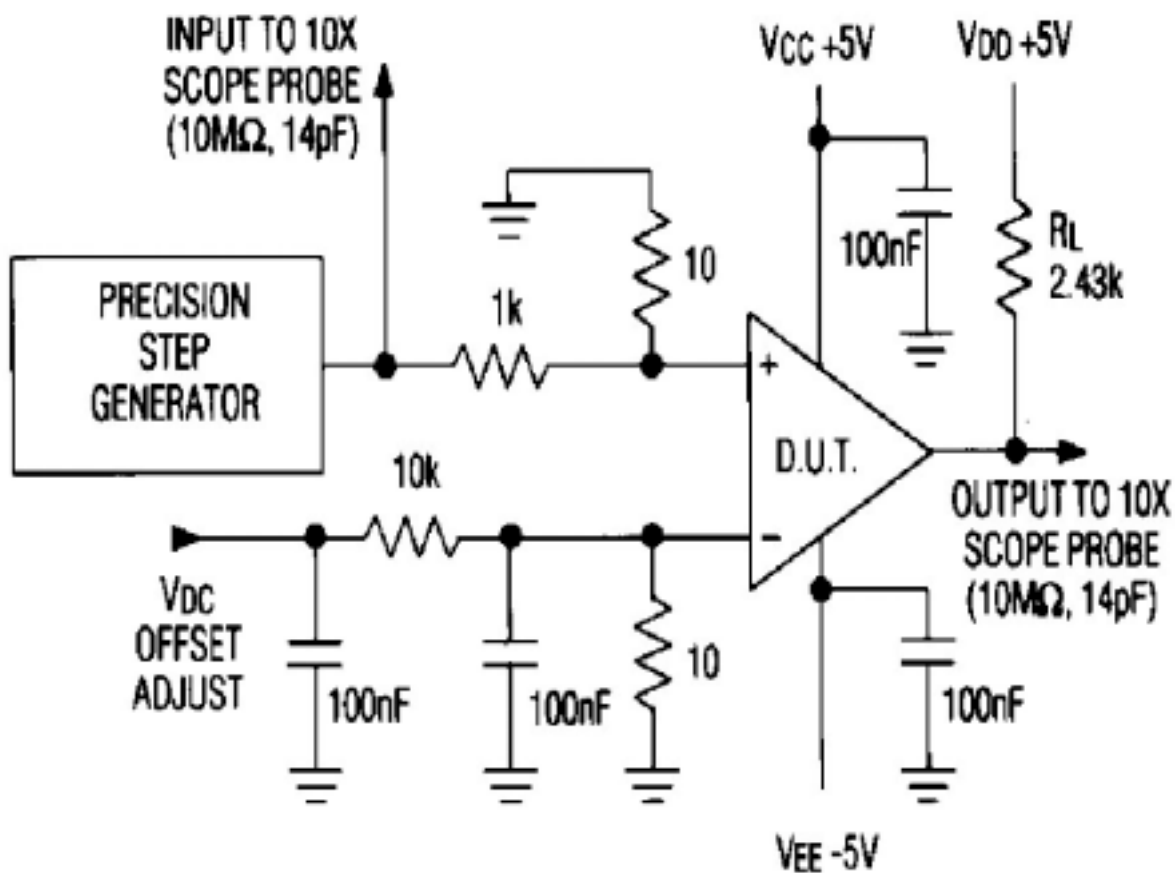 INPUT TO 10X
SCOPE PROBE
(10MΩ, 14pF)
VCC +5V
VDD +5V
100nF
RL
2.43k
10
1k
PRECISION
STEP
GENERATOR
+
D.U.T.
10k
−
OUTPUT TO 10X
SCOPE PROBE
(10MΩ, 14pF)
VDC
OFFSET
ADJUST
100nF
100nF
10
100nF
VEE -5V